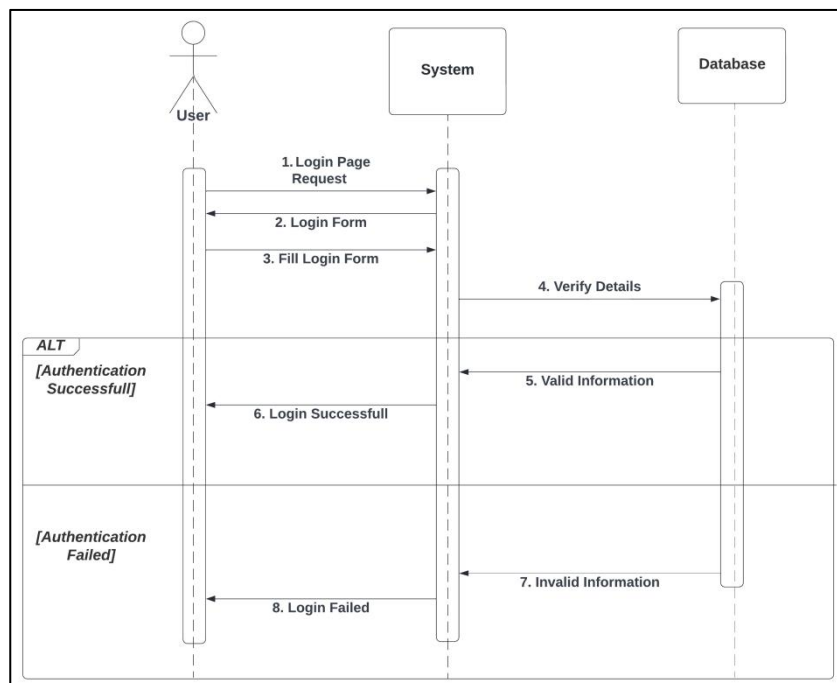 System
Database
User
1. Login Page
Request
2. Login Form
3. Fill Login Form
4. Verify Details
ALT
[Authentication
Successfull]
5. Valid Information
6. Login Successfull
[Authentication
Failed]
7. Invalid Information
8. Login Failed